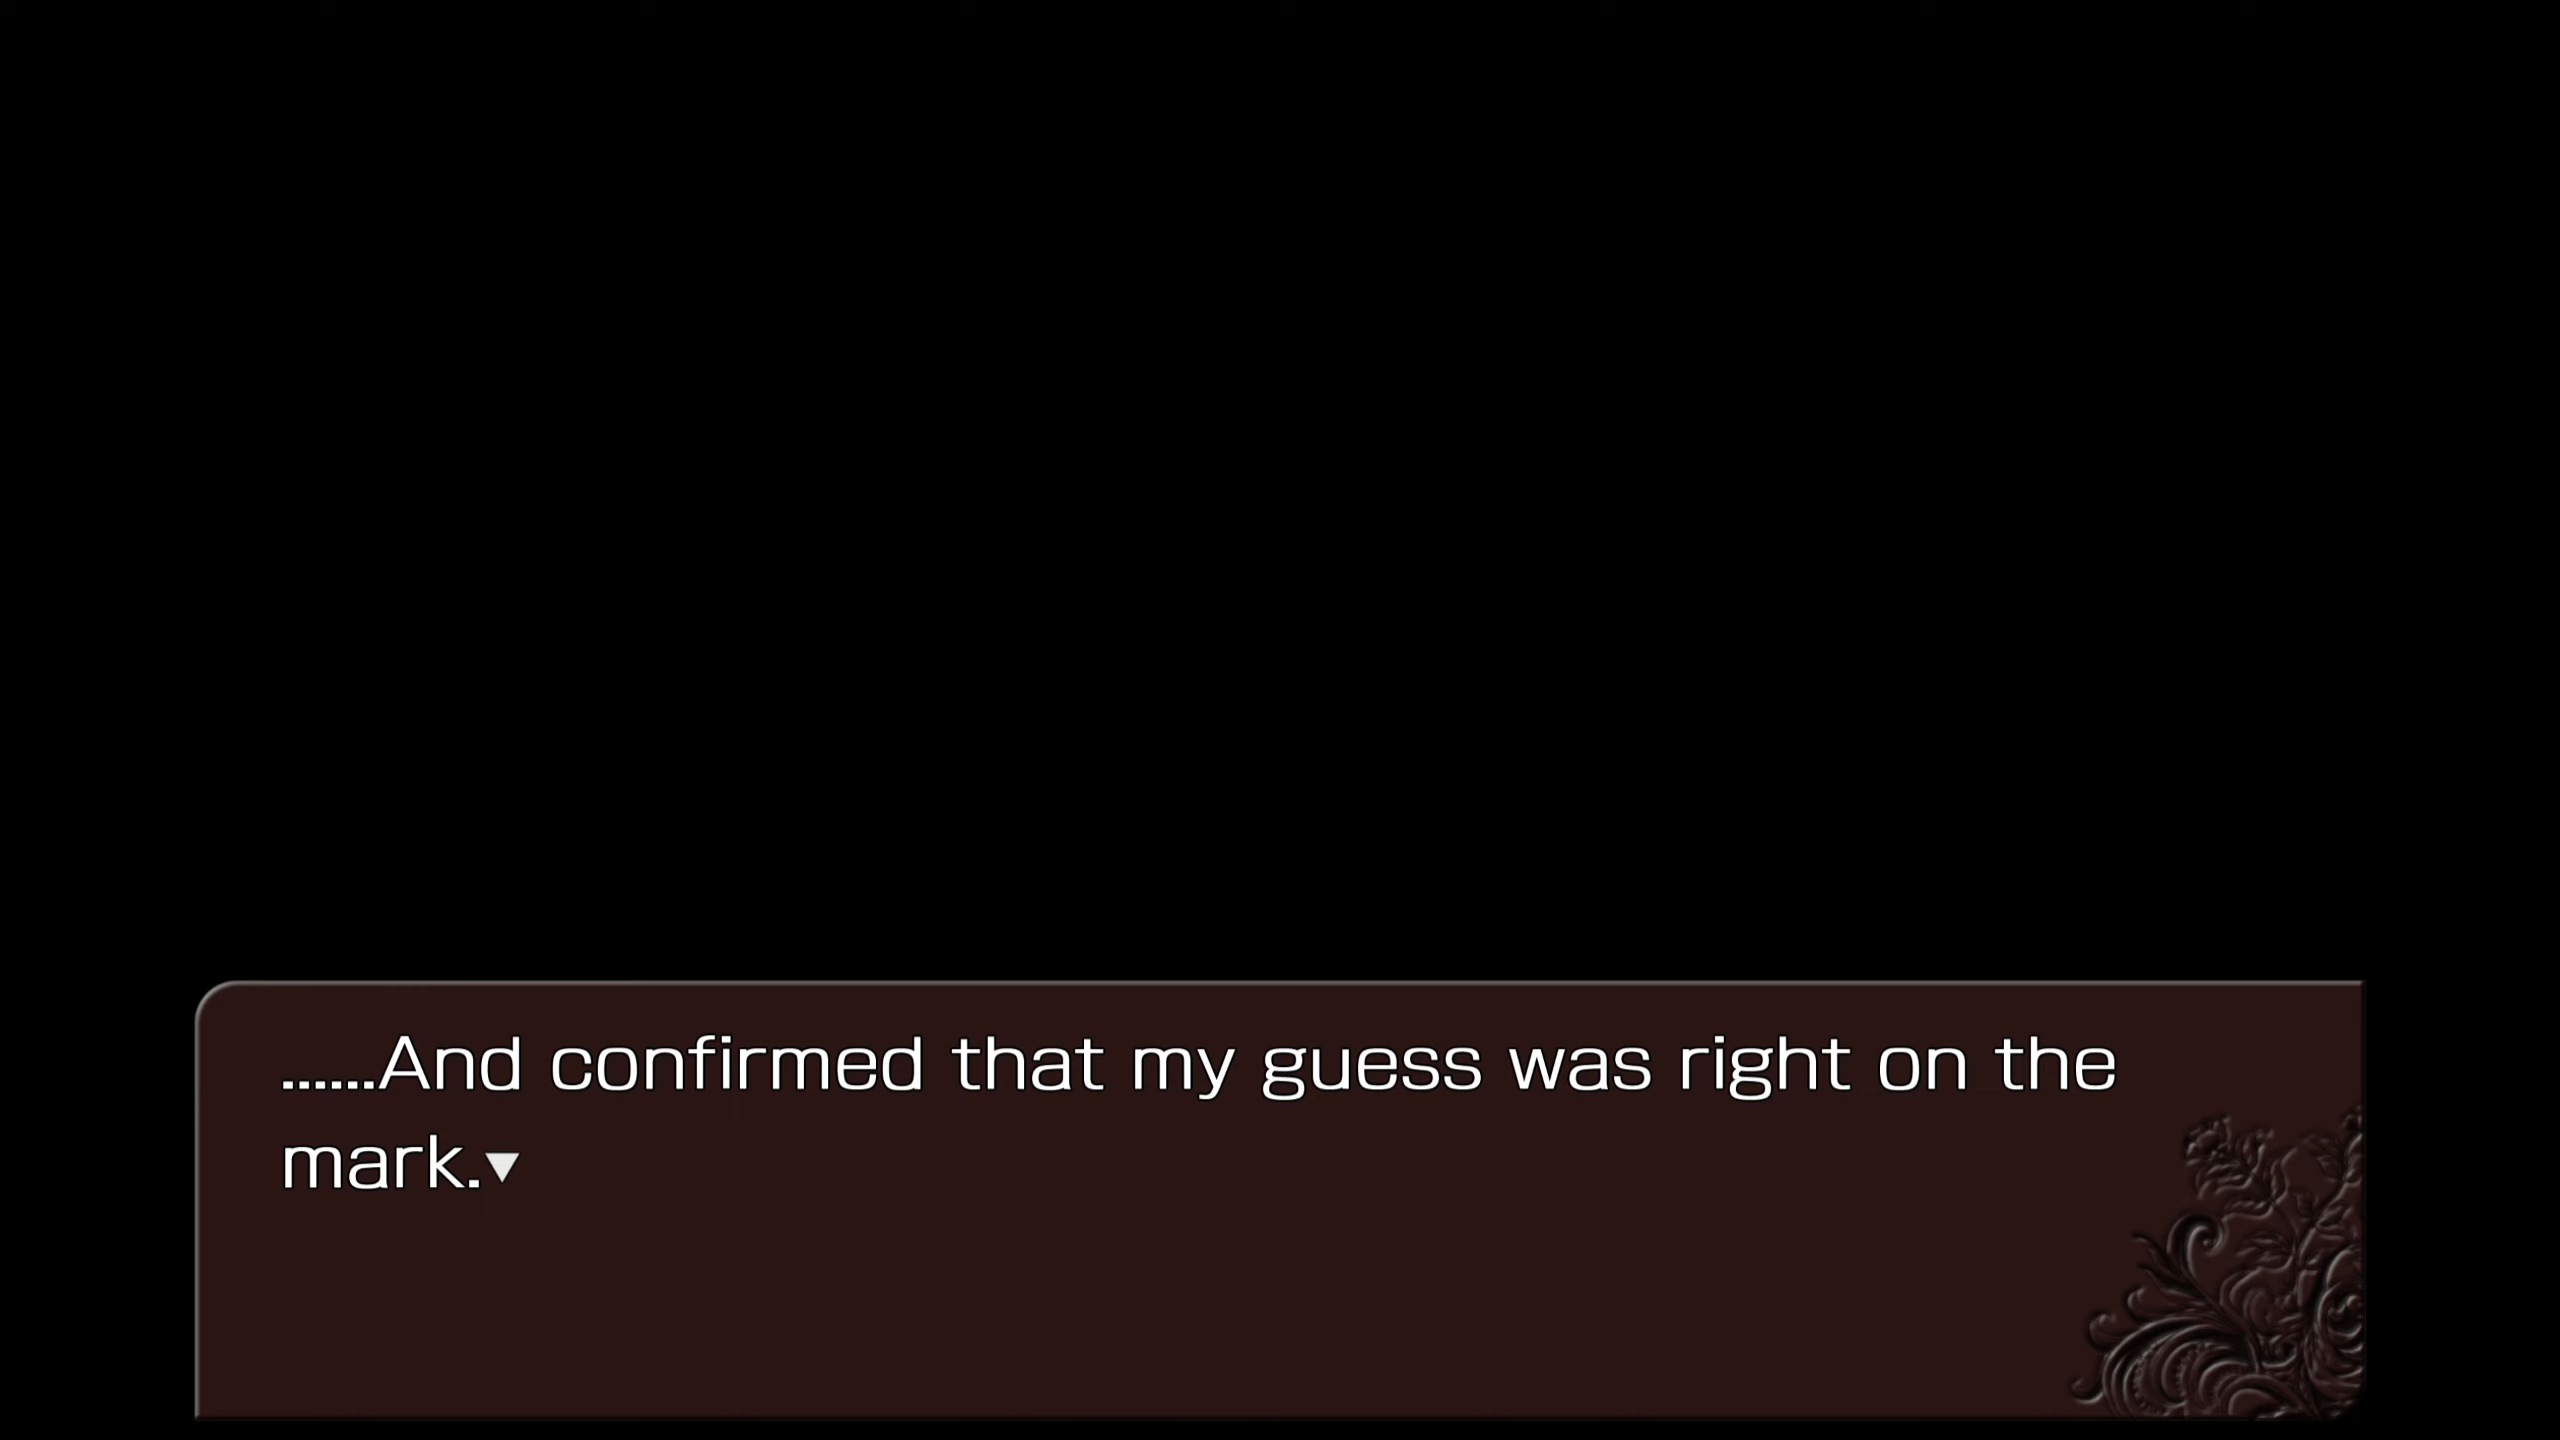 ......And confirmed that my guess was right on the
mark.▼